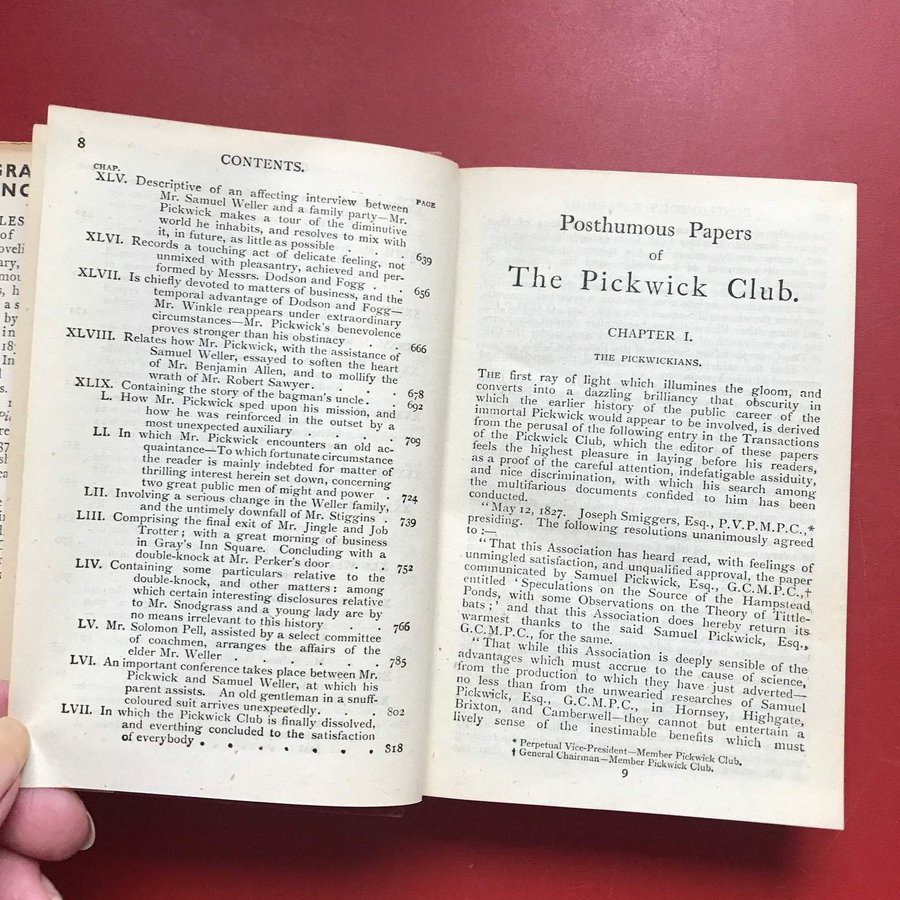 GRA
NC
LES
of
oveli
ary,
mou
s, h
as
by
in
In
s.
8
CONTENTS.
CHAP.
PAGE
XLV. Descriptive of an affecting interview between
Mr. Samuel Weller and a family party—Mr.
Pickwick makes a tour of the diminutive
world he inhabits, and resolves to mix with
it, in future, as little as possible . . . 639
XLVI. Records a touching act of delicate feeling, not
unmixed with pleasantry, achieved and per-
formed by Messrs. Dodson and Fogg . . 656
XLVII. Is chiefly devoted to matters of business, and the
temporal advantage of Dodson and Fogg—
Mr. Winkle reappears under extraordinary
circumstances—Mr. Pickwick's benevolence
proves stronger than his obstinacy . . 666
XLVIII. Relates how Mr. Pickwick, with the assistance of
Samuel Weller, essayed to soften the heart
of Mr. Benjamin Allen, and to mollify the
wrath of Mr. Robert Sawyer. . . . 678
XLIX. Containing the story of the bagman's uncle. . 692
L. How Mr. Pickwick sped upon his mission, and
how he was reinforced in the outset by a
most unexpected auxiliary . . . . 709
LI. In which Mr. Pickwick encounters an old ac-
quaintance—To which fortunate circumstance
the reader is mainly indebted for matter of
thrilling interest herein set down, concerning
two great public men of might and power . 724
LII. Involving a serious change in the Weller family,
and the untimely downfall of Mr. Stiggins . 739
LIII. Comprising the final exit of Mr. Jingle and Job
Trotter; with a great morning of business
in Gray's Inn Square. Concluding with a
double-knock at Mr. Perker's door . . 752
LIV. Containing some particulars relative to the
double-knock, and other matters: among
which certain interesting disclosures relative
to Mr. Snodgrass and a young lady are by
no means irrelevant to this history . . 766
LV. Mr. Solomon Pell, assisted by a select committee
of coachmen, arranges the affairs of the
elder Mr. Weller . . . . . . 785
LVI. An important conference takes place between Mr.
Pickwick and Samuel Weller, at which his
parent assists. An old gentleman in a snuff-
coloured suit arrives unexpectedly. . . 802
LVII. In which the Pickwick Club is finally dissolved,
and everthing concluded to the satisfaction
of everybody . . . . . . . 818
Posthumous Papers
of
The Pickwick Club.
CHAPTER I.
THE PICKWICKIANS.
THE first ray of light which illumines the gloom, and
converts into a dazzling brilliancy that obscurity in
which the earlier history of the public career of the
immortal Pickwick would appear to be involved, is derived
from the perusal of the following entry in the Transactions
of the Pickwick Club, which the editor of these papers
feels the highest pleasure in laying before his readers,
as a proof of the careful attention, indefatigable assiduity,
and nice discrimination, with which his search among
the multifarious documents confided to him has been
conducted.
"May 12, 1827. Joseph Smiggers, Esq., P.V.P.M.P.C.,*
presiding. The following resolutions unanimously agreed
to:—
"That this Association has heard read, with feelings of
unmingled satisfaction, and unqualified approval, the paper
communicated by Samuel Pickwick, Esq., G.C.M.P.C.,†
entitled 'Speculations on the Source of the Hampstead
Ponds, with some Observations on the Theory of Tittle-
bats;' and that this Association does hereby return its
warmest thanks to the said Samuel Pickwick, Esq.,
G.C.M.P.C., for the same.
"That while this Association is deeply sensible of the
advantages which must accrue to the cause of science,
from the production to which they have just adverted—
no less than from the unwearied researches of Samuel
Pickwick, Esq., G.C.M.P.C., in Hornsey, Highgate,
Brixton, and Camberwell—they cannot but entertain a
lively sense of the inestimable benefits which must
* Perpetual Vice-President—Member Pickwick Club.
† General Chairman—Member Pickwick Club.
9